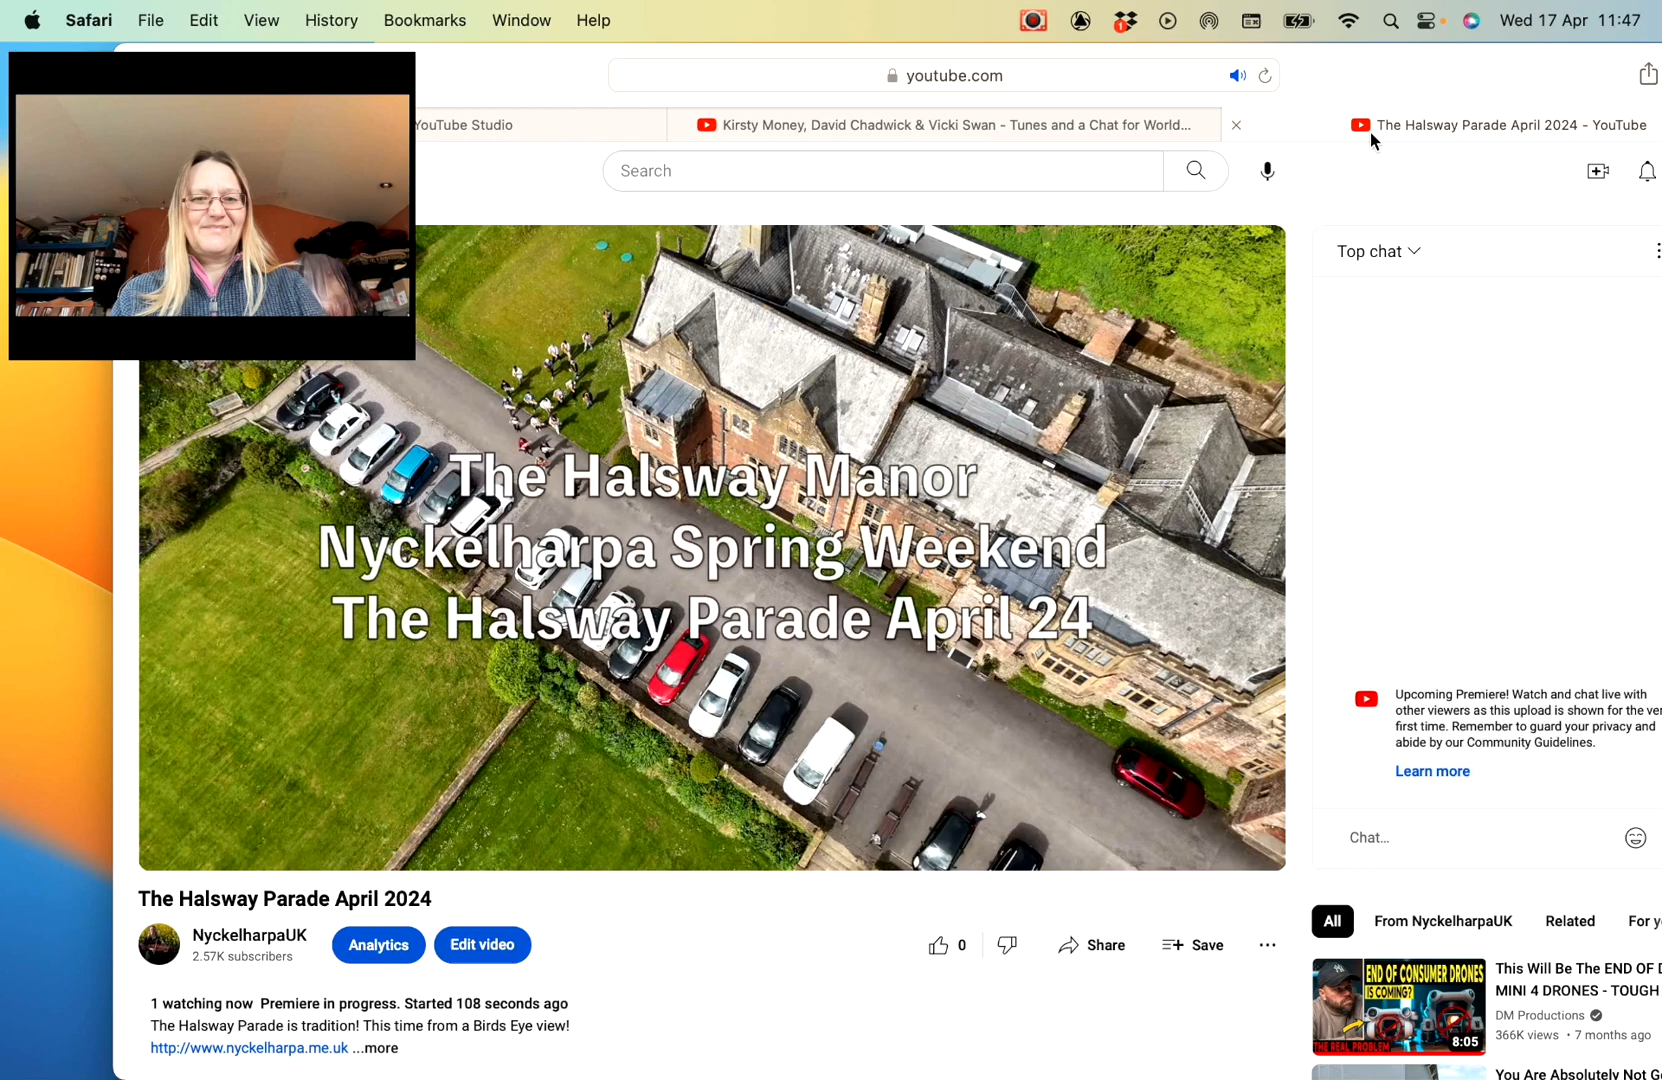 Safari File Edit View History Bookmarks Window Help
1
Wed 17 Apr 11:47
youtube.com
YouTube Studio
Kirsty Money, David Chadwick & Vicki Swan - Tunes and a Chat for World...
The Halsway Parade April 2024 - YouTube
Search
Top chat
The Halsway Manor
Nyckelharpa Spring Weekend
The Halsway Parade April 24
Upcoming Premiere! Watch and chat live with
other viewers as this upload is shown for the
first time. Remember to guard your privacy and
abide by our Community Guidelines.
Learn more
Chat...
The Halsway Parade April 2024
NyckelharpaUK
2.57K subscribers
Analytics
Edit video
0
Share
Save
1 watching now Premiere in progress. Started 108 seconds ago
The Halsway Parade is tradition! This time from a Birds Eye view!
http://www.nyckelharpa.me.uk ...more
All
From NyckelharpaUK
Related
For
END OF CONSUMER DRONES
IS COMING?
THE REAL PROBLEM
8:05
This Will Be The END OF
MINI 4 DRONES - TOUGH
DM Productions
366K views • 7 months ago
You Are Absolutely Not